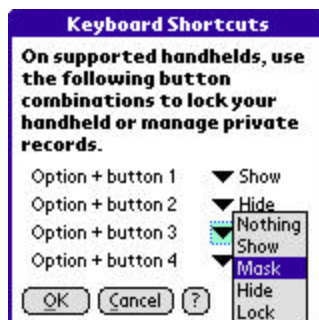 Keyboard Shortcuts
On supported handhelds, use
the following button
combinations to lock your
handheld or manage private
records.
Option + button 1 Show
Option + button 2 Hide
Option + button 3
Option + button 4
Nothing
Show
Mask
Hide
Lock
OK Cancel ?